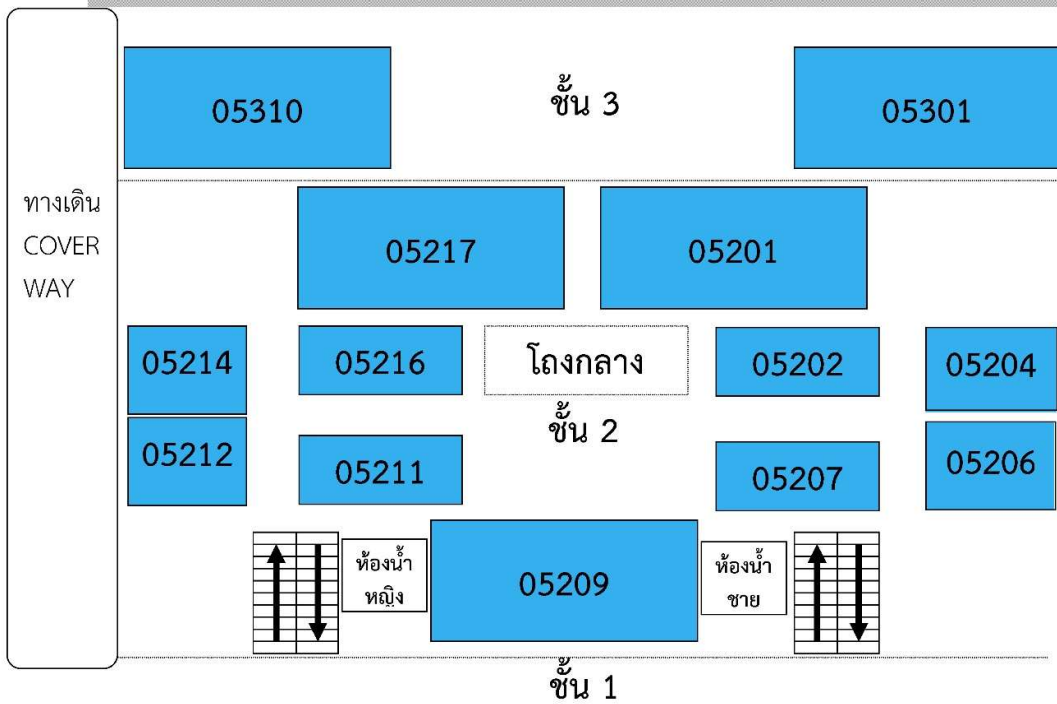 05310
ชั้น 3
05301
ทางเดิน
COVER
WAY
05217
05201
05214
05216
โถงกลาง
05202
05204
ชั้น 2
05212
05211
05207
05206
ห้องน้ำ
หญิง
05209
ห้องน้ำ
ชาย
ชั้น 1